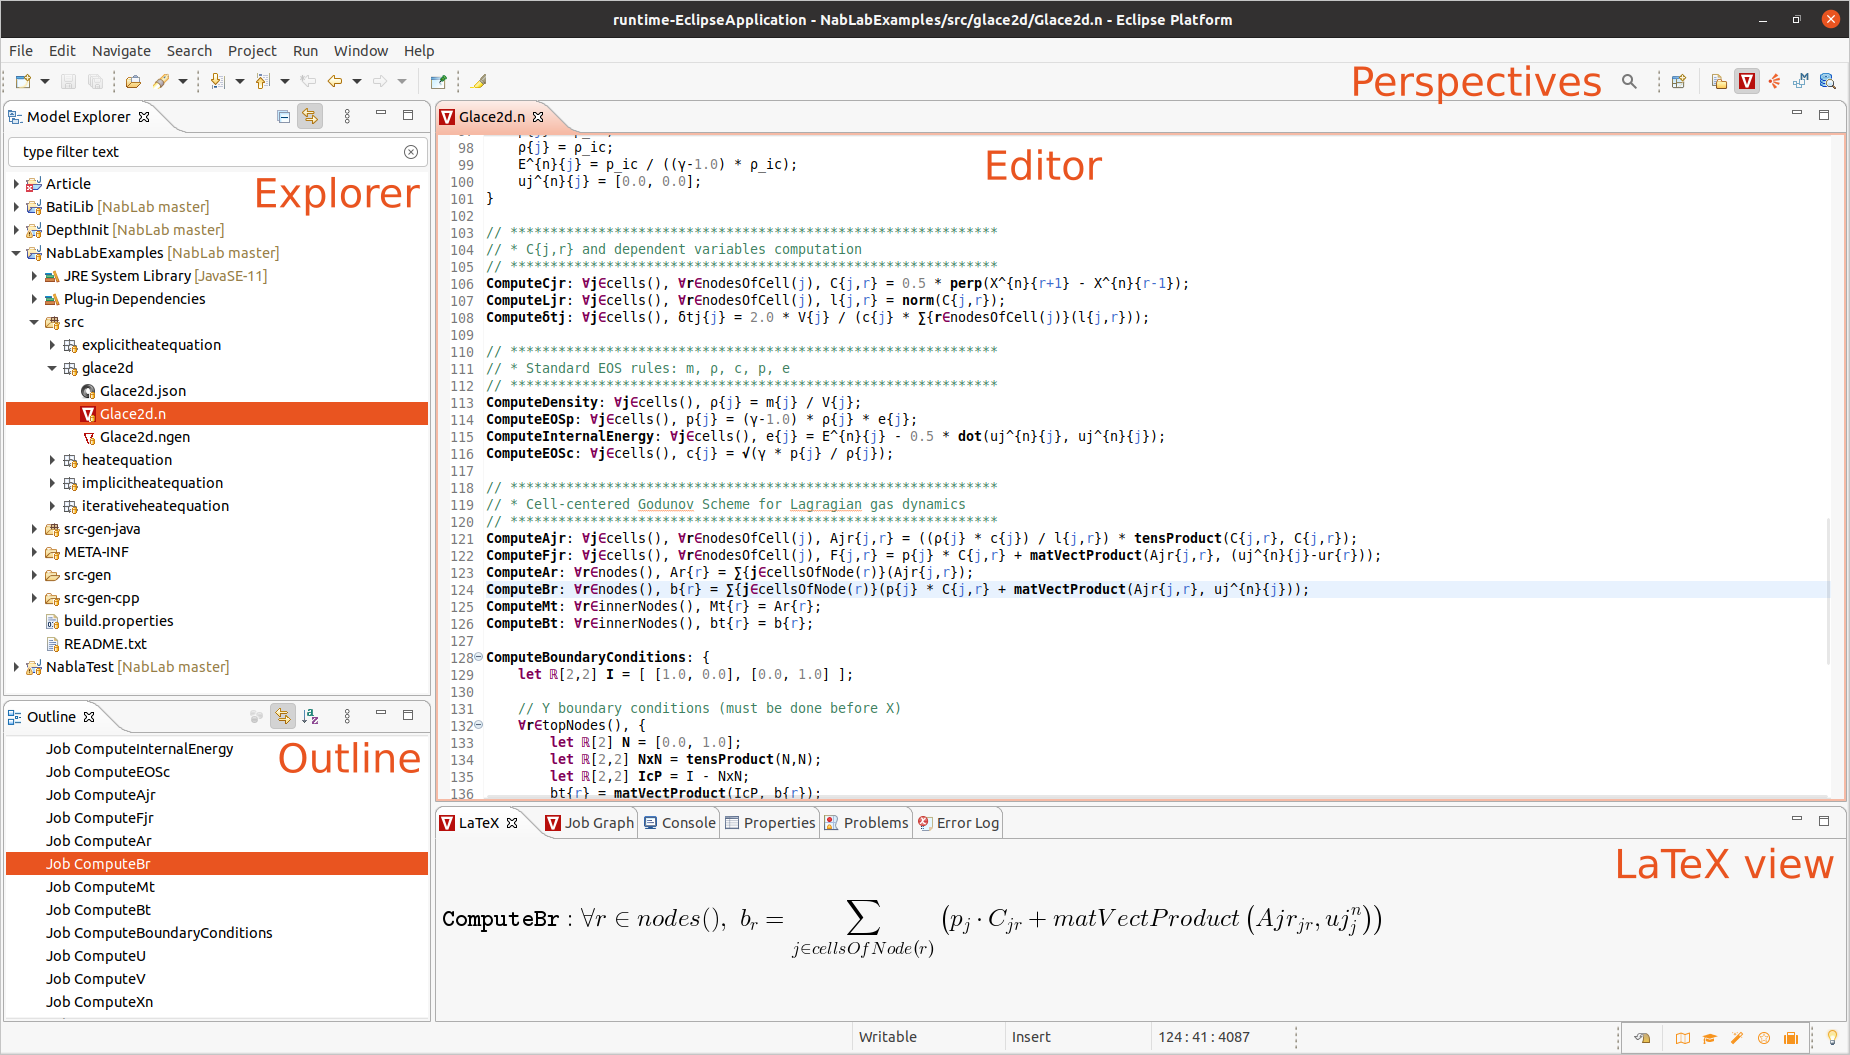 runtime-EclipseApplication - NabLabExamples/src/glace2d/Glace2d.n - Eclipse Platform
File Edit Navigate Search Project Run Window Help
Perspectives
Model Explorer
type filter text
Explorer
Article
BatiLib [NabLab master]
DepthInit [NabLab master]
NabLabExamples [NabLab master]
JRE System Library [JavaSE-11]
Plug-in Dependencies
src
explicitheatequation
glace2d
Glace2d.json
Glace2d.n
Glace2d.ngen
heatequation
implicitheatequation
iterativeheatequation
src-gen-java
META-INF
src-gen
src-gen-cpp
build.properties
README.txt
NablaTest [NabLab master]
Outline
Outline
Job ComputeInternalEnergy
Job ComputeEOSc
Job ComputeAjr
Job ComputeFjr
Job ComputeAr
Job ComputeBr
Job ComputeMt
Job ComputeBt
Job ComputeBoundaryConditions
Job ComputeU
Job ComputeV
Job ComputeXn
Glace2d.n
Editor
98 ρ{j} = ρ_ic;
99 E^{n}{j} = p_ic / ((γ-1.0) * ρ_ic);
100 uj^{n}{j} = [0.0, 0.0];
101 }
102
103 // *************************************************************
104 // * C{j,r} and dependent variables computation
105 // *************************************************************
106 ComputeCjr: ∀j∈cells(), ∀r∈nodesOfCell(j), C{j,r} = 0.5 * perp(X^{n}{r+1} - X^{n}{r-1});
107 ComputeLjr: ∀j∈cells(), ∀r∈nodesOfCell(j), l{j,r} = norm(C{j,r});
108 Computeδtj: ∀j∈cells(), δtj{j} = 2.0 * V{j} / (c{j} * ∑{r∈nodesOfCell(j)}(l{j,r}));
109
110 // *************************************************************
111 // * Standard EOS rules: m, ρ, c, p, e
112 // *************************************************************
113 ComputeDensity: ∀j∈cells(), ρ{j} = m{j} / V{j};
114 ComputeEOSp: ∀j∈cells(), p{j} = (γ-1.0) * ρ{j} * e{j};
115 ComputeInternalEnergy: ∀j∈cells(), e{j} = E^{n}{j} - 0.5 * dot(uj^{n}{j}, uj^{n}{j});
116 ComputeEOSc: ∀j∈cells(), c{j} = √(γ * p{j} / ρ{j});
117
118 // *************************************************************
119 // * Cell-centered Godunov Scheme for Lagragian gas dynamics
120 // *************************************************************
121 ComputeAjr: ∀j∈cells(), ∀r∈nodesOfCell(j), Ajr{j,r} = ((ρ{j} * c{j}) / l{j,r}) * tensProduct(C{j,r}, C{j,r});
122 ComputeFjr: ∀j∈cells(), ∀r∈nodesOfCell(j), F{j,r} = p{j} * C{j,r} + matVectProduct(Ajr{j,r}, (uj^{n}{j}-ur{r}));
123 ComputeAr: ∀r∈nodes(), Ar{r} = ∑{j∈cellsOfNode(r)}(Ajr{j,r});
124 ComputeBr: ∀r∈nodes(), b{r} = ∑{j∈cellsOfNode(r)}(p{j} * C{j,r} + matVectProduct(Ajr{j,r}, uj^{n}{j}));
125 ComputeMt: ∀r∈innerNodes(), Mt{r} = Ar{r};
126 ComputeBt: ∀r∈innerNodes(), bt{r} = b{r};
127
128 ComputeBoundaryConditions: {
129 let ℝ[2,2] I = [ [1.0, 0.0], [0.0, 1.0] ];
130
131 // Y boundary conditions (must be done before X)
132 ∀r∈topNodes(), {
133 let ℝ[2] N = [0.0, 1.0];
134 let ℝ[2,2] NxN = tensProduct(N,N);
135 let ℝ[2,2] IcP = I - NxN;
136 bt{r} = matVectProduct(IcP, b{r});
LaTeX Job Graph Console Properties Problems Error Log
LaTeX view
ComputeBr : ∀r ∈ nodes(), b_r = ∑_{j∈cellsOfNode(r)} (p_j · C_{jr} + matVectProduct (Ajr_{jr}, uj_j^n))
Writable Insert 124 : 41 : 4087